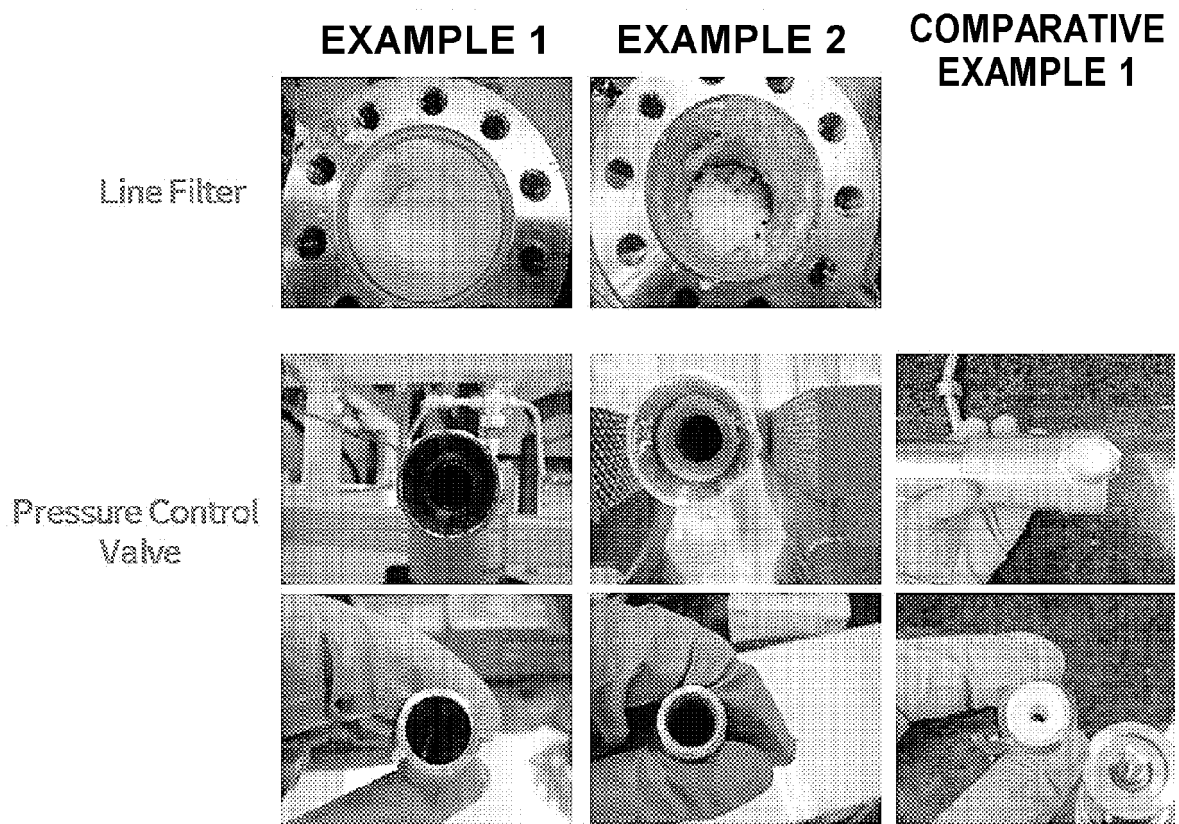 EXAMPLE 1
EXAMPLE 2
COMPARATIVE
EXAMPLE 1
Line Filter
Pressure Control
Valve